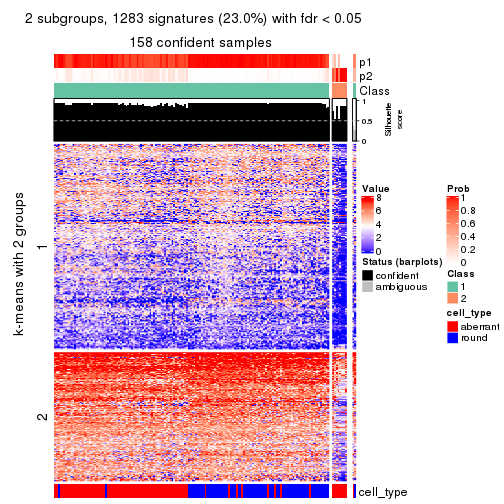 2 subgroups, 1283 signatures (23.0%) with fdr < 0.05
158 confident samples
p1
p2
Class
1
0.5
0
Silhouette
score
k-means with 2 groups
1
2
cell_type
Value
8
6
4
2
0
Status (barplots)
confident
ambiguous
Prob
1
0.8
0.6
0.4
0.2
0
Class
1
2
cell_type
aberrant
round